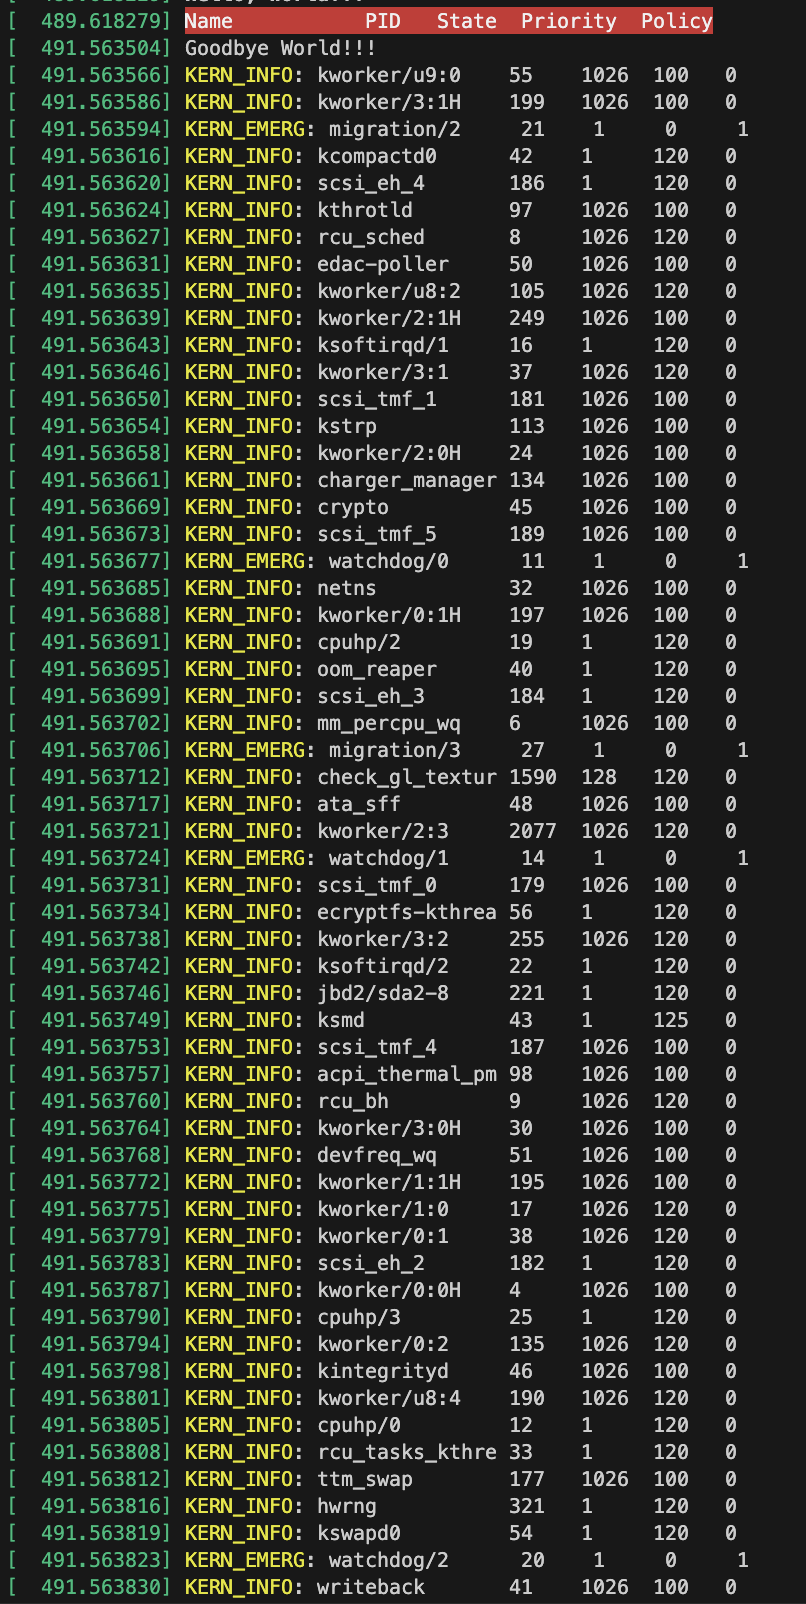 [  489.618279] Name           PID   State  Priority  Policy
[  491.563504] Goodbye World!!!
[  491.563566] KERN_INFO: kworker/u9:0    55    1026  100   0
[  491.563586] KERN_INFO: kworker/3:1H    199   1026  100   0
[  491.563594] KERN_EMERG: migration/2     21    1     0     1
[  491.563616] KERN_INFO: kcompactd0      42    1     120   0
[  491.563620] KERN_INFO: scsi_eh_4       186   1     120   0
[  491.563624] KERN_INFO: kthrotld        97    1026  100   0
[  491.563627] KERN_INFO: rcu_sched       8     1026  120   0
[  491.563631] KERN_INFO: edac-poller     50    1026  100   0
[  491.563635] KERN_INFO: kworker/u8:2    105   1026  120   0
[  491.563639] KERN_INFO: kworker/2:1H    249   1026  100   0
[  491.563643] KERN_INFO: ksoftirqd/1     16    1     120   0
[  491.563646] KERN_INFO: kworker/3:1     37    1026  120   0
[  491.563650] KERN_INFO: scsi_tmf_1      181   1026  100   0
[  491.563654] KERN_INFO: kstrp           113   1026  100   0
[  491.563658] KERN_INFO: kworker/2:0H    24    1026  100   0
[  491.563661] KERN_INFO: charger_manager 134   1026  100   0
[  491.563669] KERN_INFO: crypto          45    1026  100   0
[  491.563673] KERN_INFO: scsi_tmf_5      189   1026  100   0
[  491.563677] KERN_EMERG: watchdog/0      11    1     0     1
[  491.563685] KERN_INFO: netns           32    1026  100   0
[  491.563688] KERN_INFO: kworker/0:1H    197   1026  100   0
[  491.563691] KERN_INFO: cpuhp/2         19    1     120   0
[  491.563695] KERN_INFO: oom_reaper      40    1     120   0
[  491.563699] KERN_INFO: scsi_eh_3       184   1     120   0
[  491.563702] KERN_INFO: mm_percpu_wq    6     1026  100   0
[  491.563706] KERN_EMERG: migration/3     27    1     0     1
[  491.563712] KERN_INFO: check_gl_textur 1590  128   120   0
[  491.563717] KERN_INFO: ata_sff         48    1026  100   0
[  491.563721] KERN_INFO: kworker/2:3     2077  1026  120   0
[  491.563724] KERN_EMERG: watchdog/1      14    1     0     1
[  491.563731] KERN_INFO: scsi_tmf_0      179   1026  100   0
[  491.563734] KERN_INFO: ecryptfs-kthrea 56    1     120   0
[  491.563738] KERN_INFO: kworker/3:2     255   1026  120   0
[  491.563742] KERN_INFO: ksoftirqd/2     22    1     120   0
[  491.563746] KERN_INFO: jbd2/sda2-8     221   1     120   0
[  491.563749] KERN_INFO: ksmd            43    1     125   0
[  491.563753] KERN_INFO: scsi_tmf_4      187   1026  100   0
[  491.563757] KERN_INFO: acpi_thermal_pm 98    1026  100   0
[  491.563760] KERN_INFO: rcu_bh          9     1026  120   0
[  491.563764] KERN_INFO: kworker/3:0H    30    1026  100   0
[  491.563768] KERN_INFO: devfreq_wq      51    1026  100   0
[  491.563772] KERN_INFO: kworker/1:1H    195   1026  100   0
[  491.563775] KERN_INFO: kworker/1:0     17    1026  120   0
[  491.563779] KERN_INFO: kworker/0:1     38    1026  120   0
[  491.563783] KERN_INFO: scsi_eh_2       182   1     120   0
[  491.563787] KERN_INFO: kworker/0:0H    4     1026  100   0
[  491.563790] KERN_INFO: cpuhp/3         25    1     120   0
[  491.563794] KERN_INFO: kworker/0:2     135   1026  120   0
[  491.563798] KERN_INFO: kintegrityd     46    1026  100   0
[  491.563801] KERN_INFO: kworker/u8:4    190   1026  120   0
[  491.563805] KERN_INFO: cpuhp/0         12    1     120   0
[  491.563808] KERN_INFO: rcu_tasks_kthre 33    1     120   0
[  491.563812] KERN_INFO: ttm_swap        177   1026  100   0
[  491.563816] KERN_INFO: hwrng           321   1     120   0
[  491.563819] KERN_INFO: kswapd0         54    1     120   0
[  491.563823] KERN_EMERG: watchdog/2      20    1     0     1
[  491.563830] KERN_INFO: writeback       41    1026  100   0